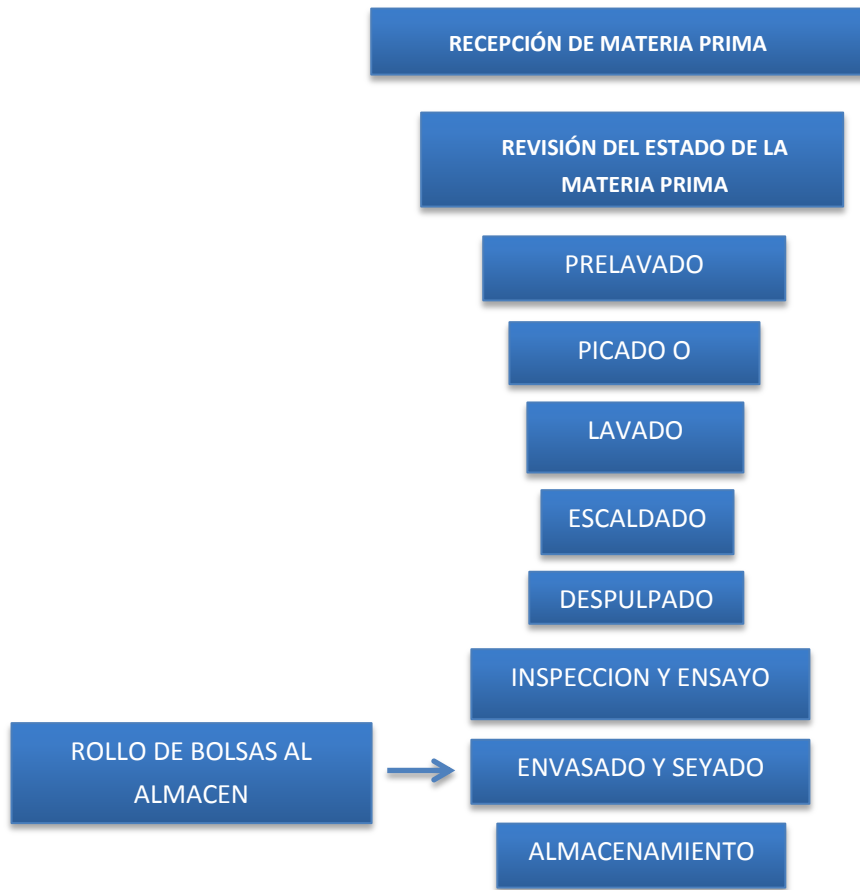 RECEPCIÓN DE MATERIA PRIMA
REVISIÓN DEL ESTADO DE LA
MATERIA PRIMA
PRELAVADO
PICADO O
LAVADO
ESCALDADO
DESPULPADO
INSPECCION Y ENSAYO
ROLLO DE BOLSAS AL
ALMACEN
ENVASADO Y SEYADO
ALMACENAMIENTO